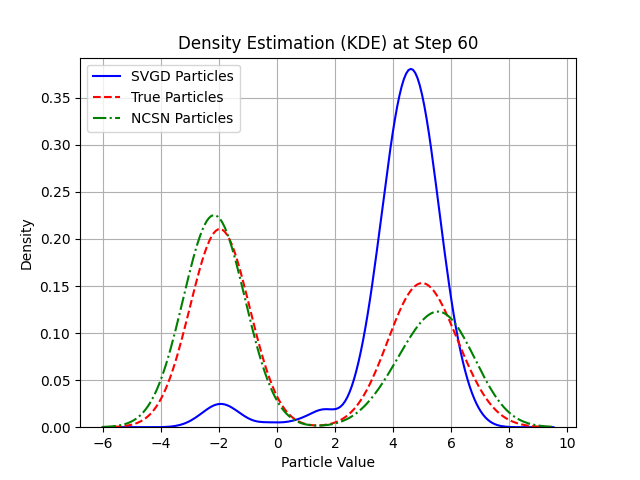 Density Estimation (KDE) at Step 60
SVGD Particles
True Particles
NCSN Particles
Density
0.35
0.30
0.25
0.20
0.15
0.10
0.05
0.00
−6 −4 −2 0 2 4 6 8 10
Particle Value